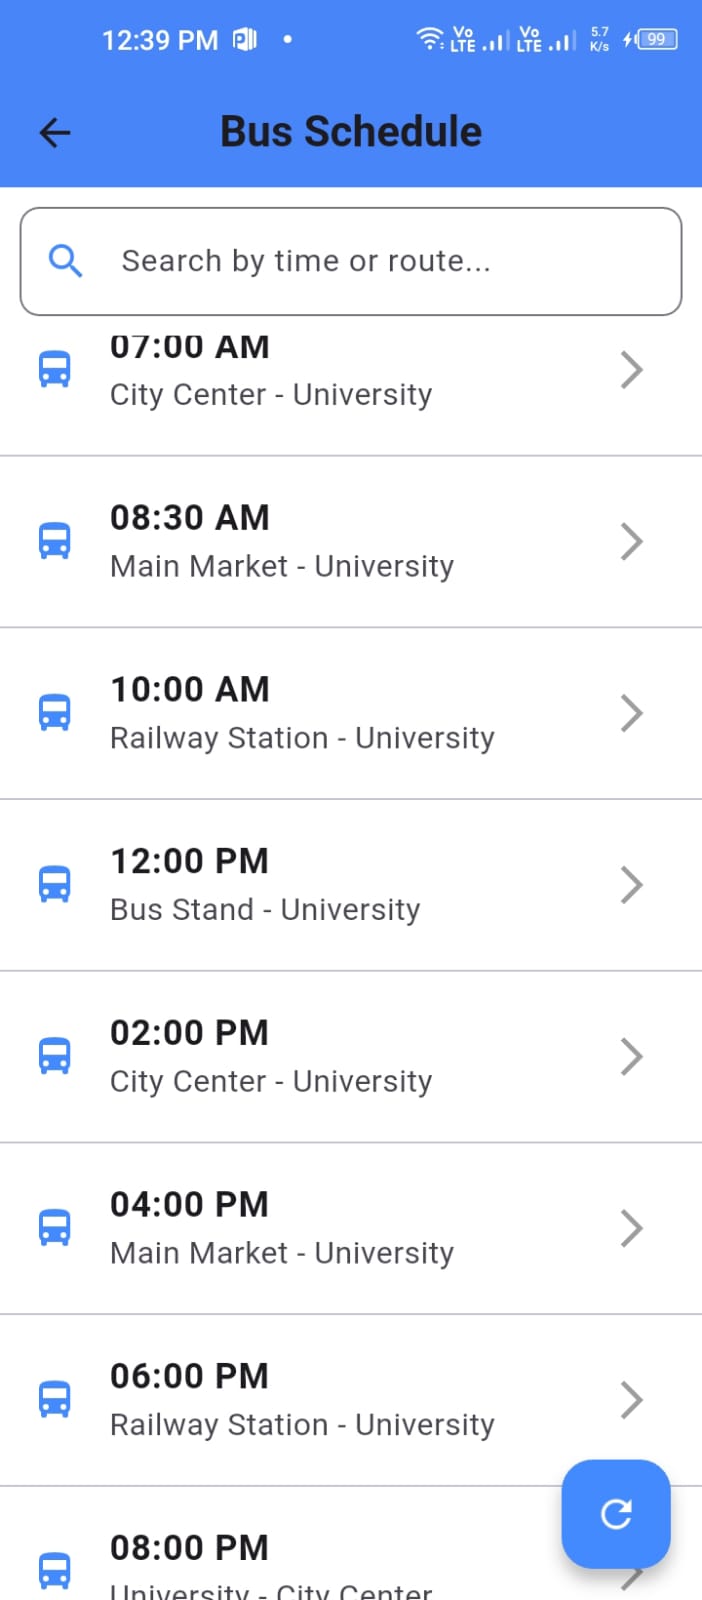 12:39 PM
Vo LTE Vo LTE 5.7 K/s 99
Bus Schedule
Search by time or route...
07:00 AM
City Center - University
08:30 AM
Main Market - University
10:00 AM
Railway Station - University
12:00 PM
Bus Stand - University
02:00 PM
City Center - University
04:00 PM
Main Market - University
06:00 PM
Railway Station - University
08:00 PM
University - City Center